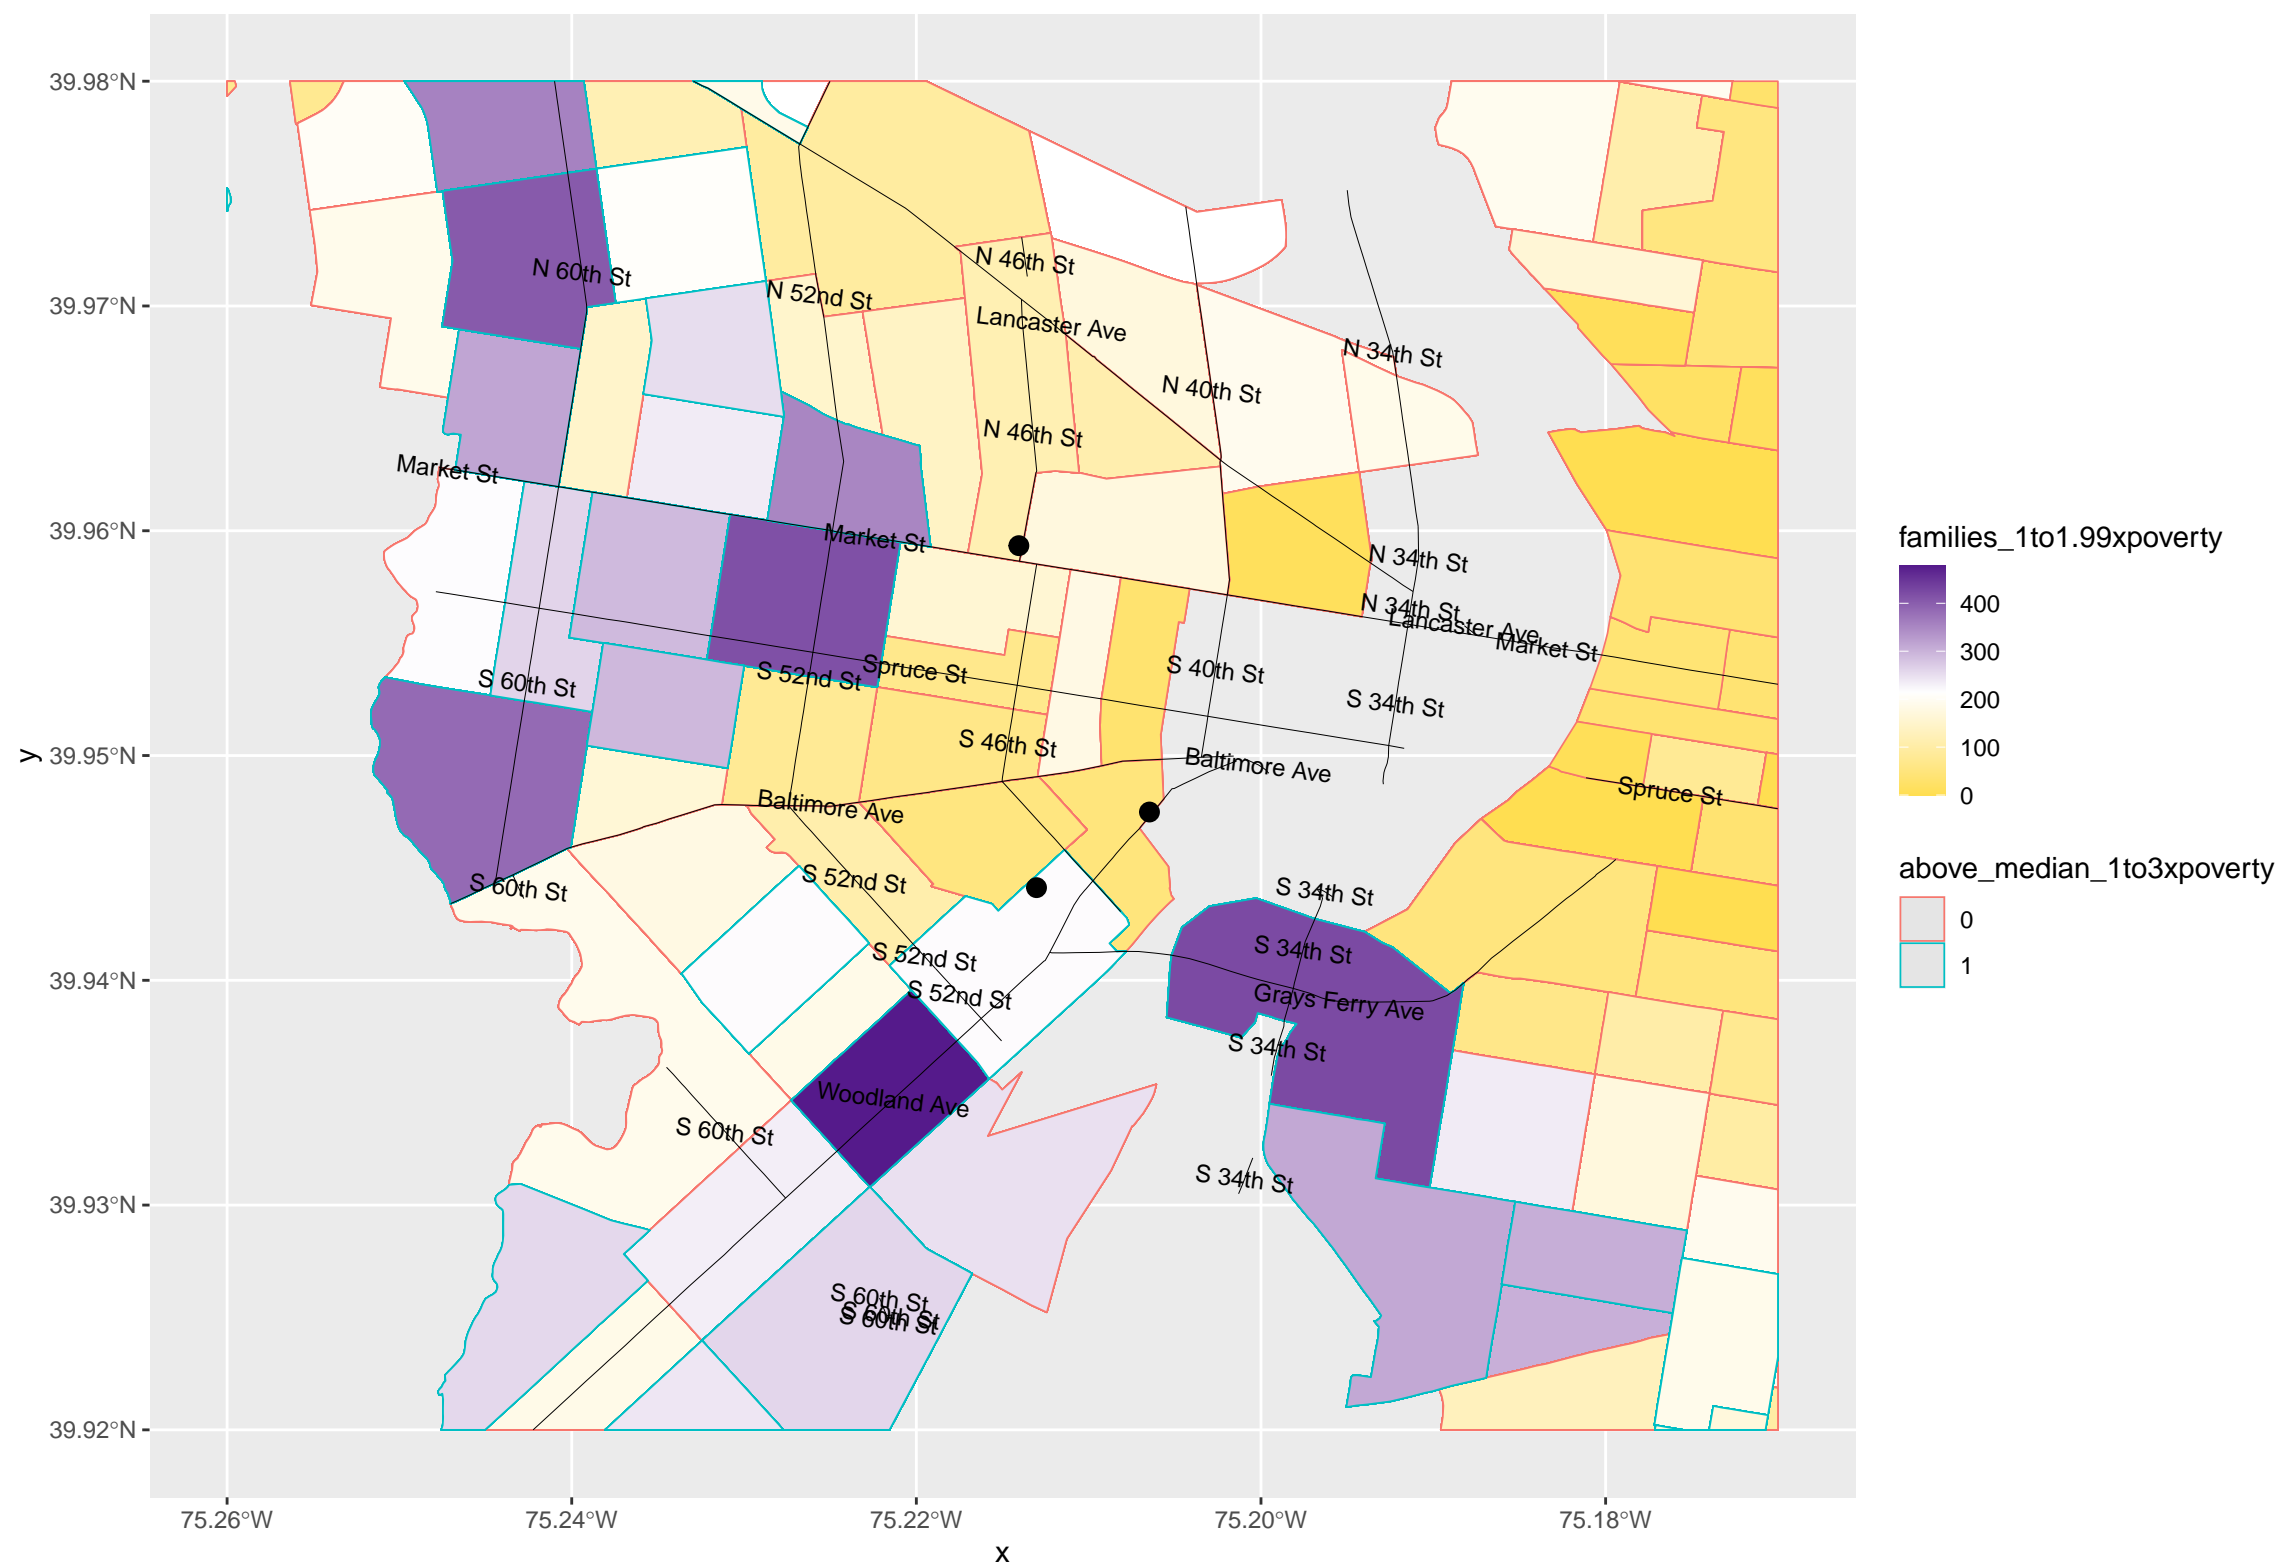 39.98°N
39.97°N
39.96°N
39.95°N
39.94°N
39.93°N
39.92°N
y
75.26°W
75.24°W
75.22°W
75.20°W
75.18°W
x
N 46th St
N 60th St
N 52nd St
Lancaster Ave
N 34th St
N 40th St
N 46th St
Market St
Market St
N 34th St
N 34th St
Lancaster Ave
Market St
Spruce St
S 40th St
S 52nd St
S 60th St
S 34th St
S 46th St
Baltimore Ave
Spruce St
Baltimore Ave
S 52nd St
S 60th St
S 34th St
S 52nd St
S 34th St
S 52nd St
Grays Ferry Ave
S 34th St
Woodland Ave
S 60th St
S 34th St
S 60th St
S 60th St
S 60th St
families_1to1.99xpoverty
400
300
200
100
0
above_median_1to3xpoverty
0
1